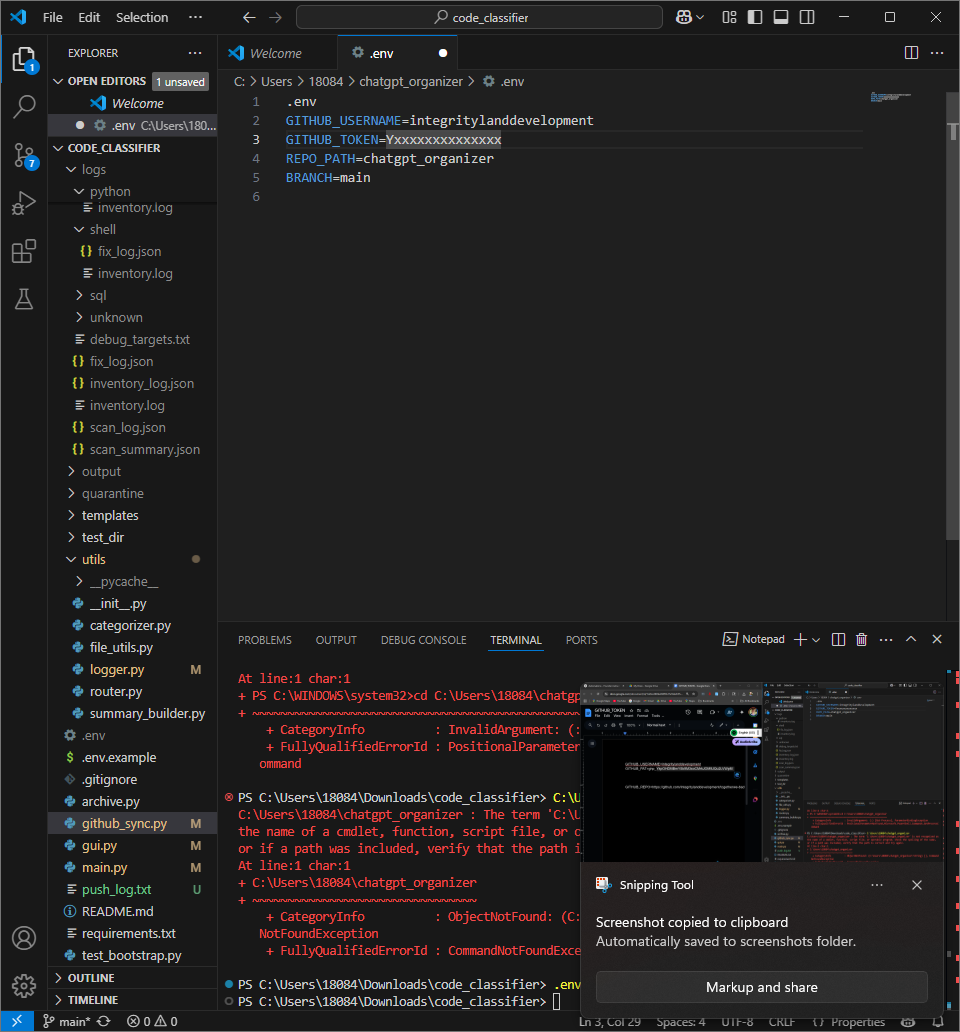 File Edit Selection ··· code_classifier
EXPLORER ···
OPEN EDITORS 1 unsaved
Welcome
.env C:\Users\180...
CODE_CLASSIFIER
logs
python
inventory.log
shell
{} fix_log.json
inventory.log
sql
unknown
debug_targets.txt
{} fix_log.json
{} inventory_log.json
inventory.log
{} scan_log.json
{} scan_summary.json
output
quarantine
templates
test_dir
utils
__pycache__
__init__.py
categorizer.py
file_utils.py
logger.py M
router.py
summary_builder.py
.env
$ .env.example
.gitignore
archive.py
github_sync.py M
gui.py M
main.py M
push_log.txt U
README.md
requirements.txt
test_bootstrap.py
OUTLINE
TIMELINE
1
7
Welcome .env
C: > Users > 18084 > chatgpt_organizer > .env
1 .env
2 GITHUB_USERNAME=integritylanddevelopment
3 GITHUB_TOKEN=Yxxxxxxxxxxxxxx
4 REPO_PATH=chatgpt_organizer
5 BRANCH=main
6
PROBLEMS OUTPUT DEBUG CONSOLE TERMINAL PORTS Notepad
At line:1 char:1
+ PS C:\WINDOWS\system32>cd C:\Users\18084\chatgp
+ ~~~~~~~~~~~~~~~~~~~~~~~~~~~~~~~~~~~~~~~~~~
+ CategoryInfo : InvalidArgument: (:
+ FullyQualifiedErrorId : PositionalParameter
ommand
PS C:\Users\18084\Downloads\code_classifier> C:\U
C:\Users\18084\chatgpt_organizer : The term 'C:\U
the name of a cmdlet, function, script file, or o
or if a path was included, verify that the path i
At line:1 char:1
+ C:\Users\18084\chatgpt_organizer
+ ~~~~~~~~~~~~~~~~~~~~~~~~~~~~~~~~
+ CategoryInfo : ObjectNotFound: (C:
NotFoundException
+ FullyQualifiedErrorId : CommandNotFoundExce
PS C:\Users\18084\Downloads\code_classifier> .env
PS C:\Users\18084\Downloads\code_classifier>
Snipping Tool ···
Screenshot copied to clipboard
Automatically saved to screenshots folder.
Markup and share
main* 0 0 Ln 3, Col 29 Spaces: 4 UTF-8 CRLF {} Properties